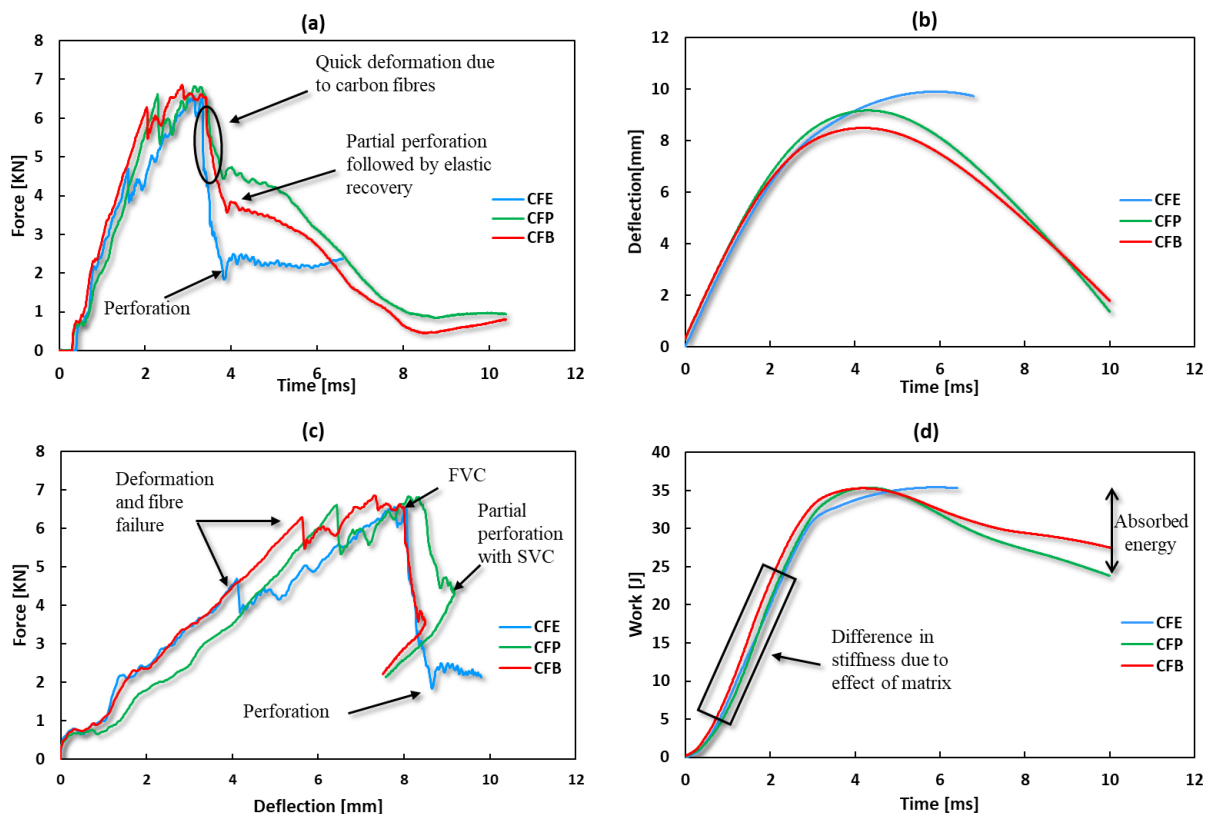 (a)
8
7
6
5
4
3
2
1
0
Force [KN]
Quick deformation due
to carbon fibres
Partial perforation
followed by elastic
recovery
CFE
CFP
CFB
Perforation
0 2 4 6 8 10 12
Time [ms]
(b)
12
10
8
6
4
2
0
Deflection[mm]
CFE
CFP
CFB
0 2 4 6 8 10 12
Time [ms]
(c)
8
7
6
5
4
3
2
1
0
Force [KN]
Deformation
and fibre
failure
FVC
Partial
perforation
with SVC
CFE
CFP
CFB
Perforation
0 2 4 6 8 10 12
Deflection [mm]
(d)
40
35
30
25
20
15
10
5
0
Work [J]
Absorbed
energy
Difference in
stiffness due to
effect of matrix
CFE
CFP
CFB
0 2 4 6 8 10 12
Time [ms]